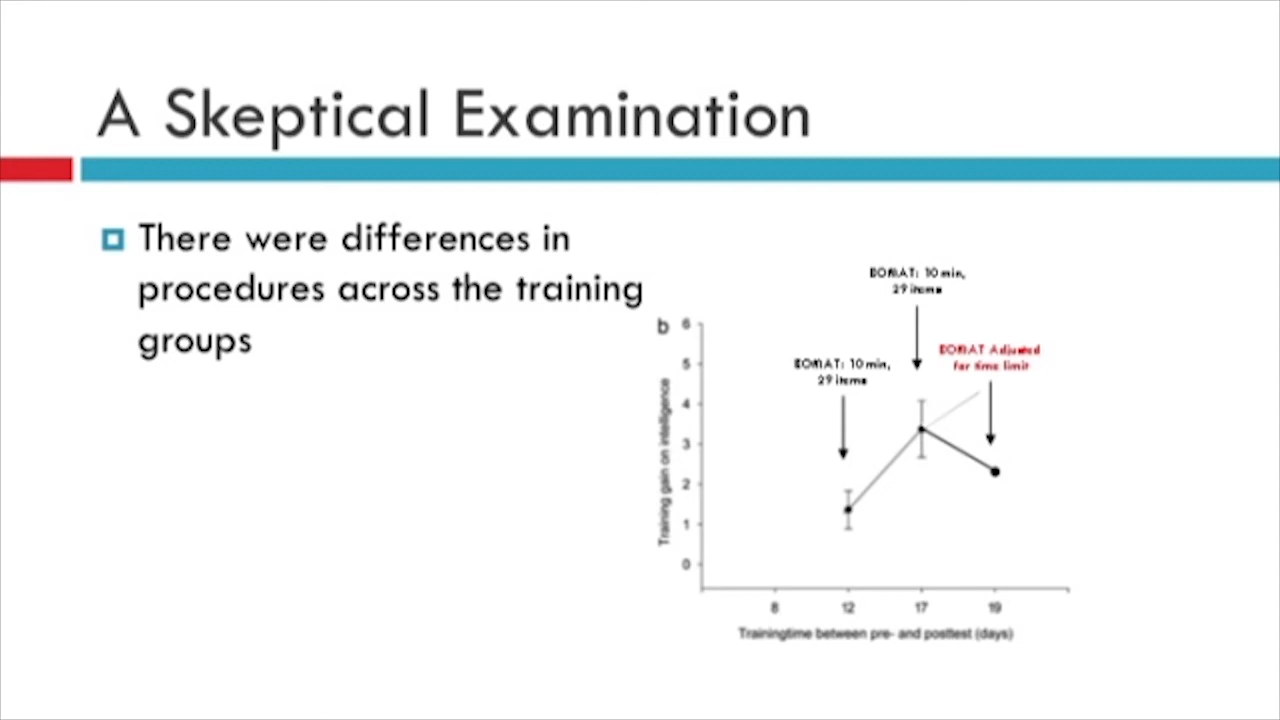 A Skeptical Examination
There were differences in
procedures across the training
groups
BOMAT: 10 min,
29 items
BOMAT: 10 min,
29 items
BOMAT Adjusted
for time limit
b
6
5
4
3
2
1
0
Training gain on intelligence
8 12 17 19
Trainingtime between pre- and posttest (days)